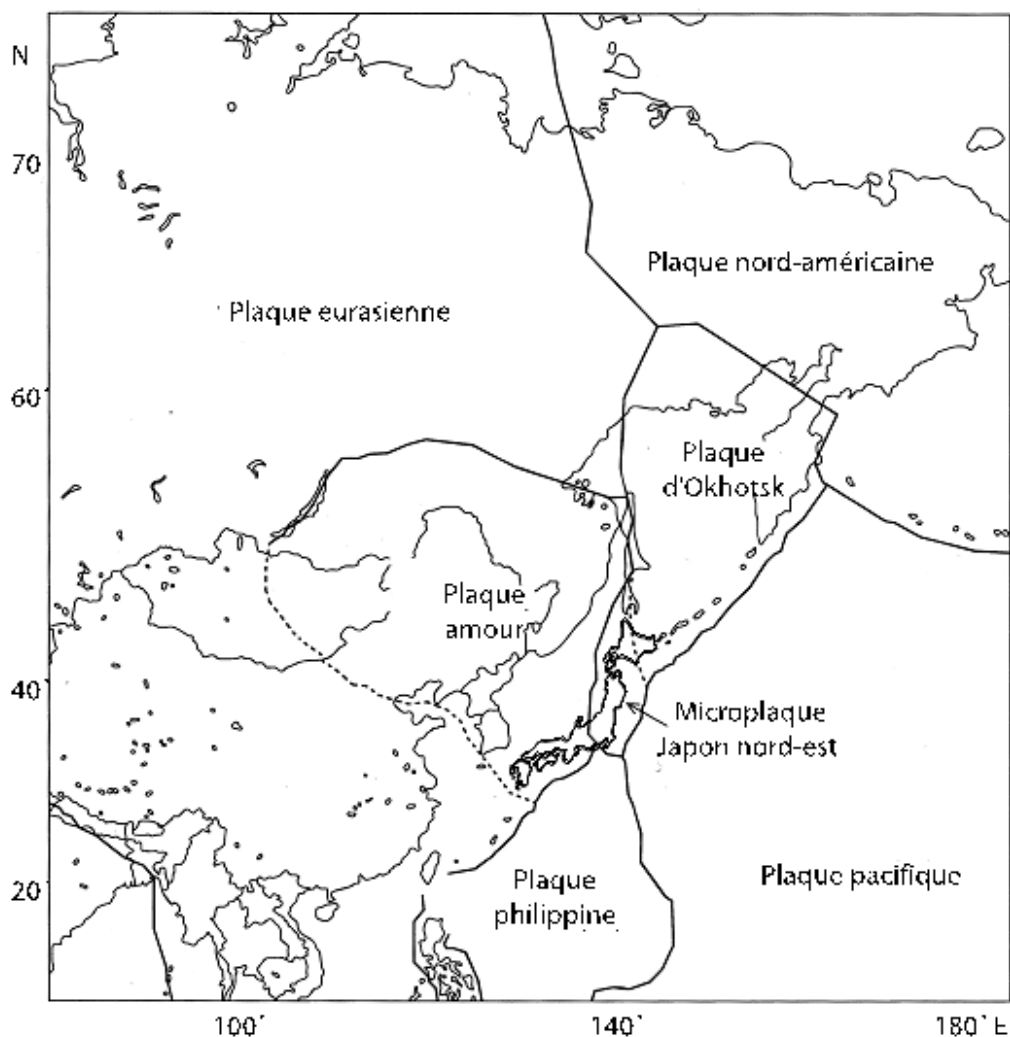 N
70
Plaque nord-américaine
Plaque eurasienne
60˚
Plaque
d'Okhotsk
Plaque
amour
40˚
Microplaque
Japon nord-est
20˚
Plaque
philippine
Plaque pacifique
100˚
140˚
180˚ E